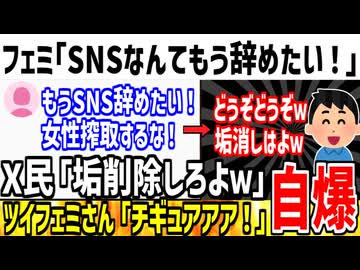 フェミ「SNSなんてもう辞めたい！」
もうSNS辞めたい！
女性搾取するな！
どうぞどうぞw
垢消しはよw
X民「垢削除しろよw」
ツイフェミさん「チギュアアア！」
自爆